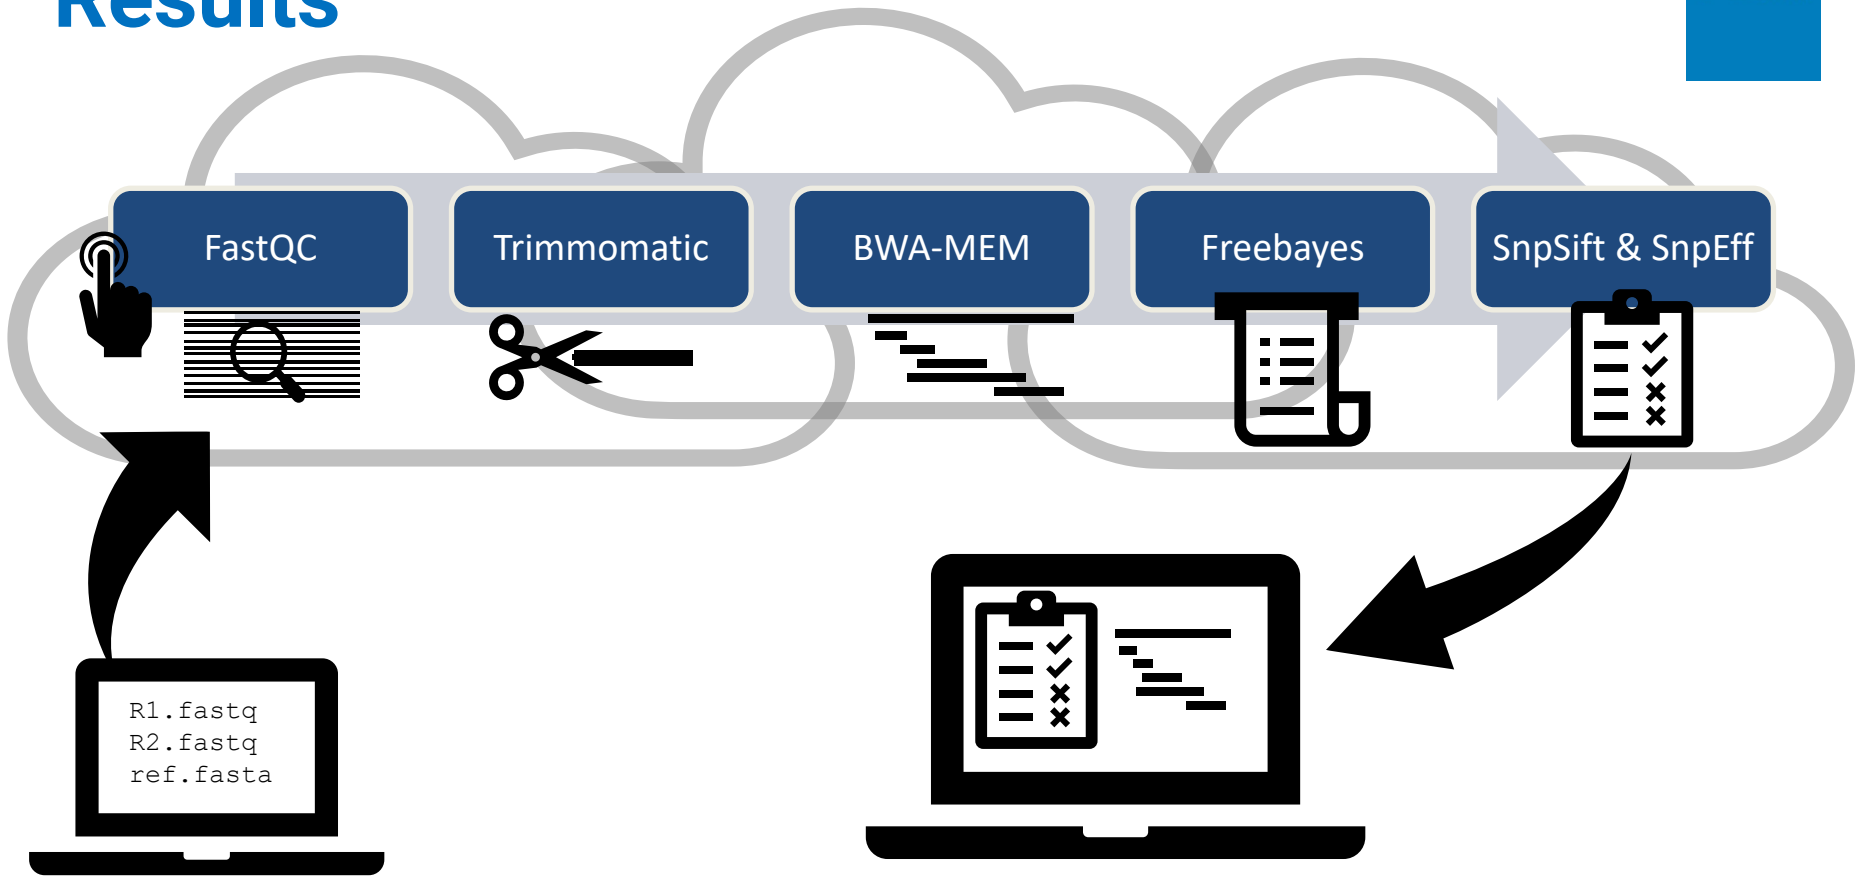 Results
FastQC
Trimmomatic
BWA-MEM
Freebayes
SnpSift & SnpEff
R1.fastq
R2.fastq
ref.fasta